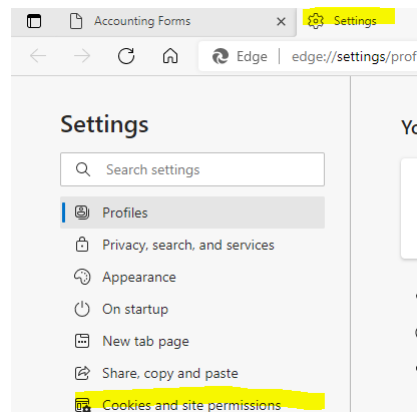 Accounting Forms
Settings
Edge | edge://settings/prof
Settings
Yo
Search settings
Profiles
Privacy, search, and services
Appearance
On startup
New tab page
Share, copy and paste
Cookies and site permissions